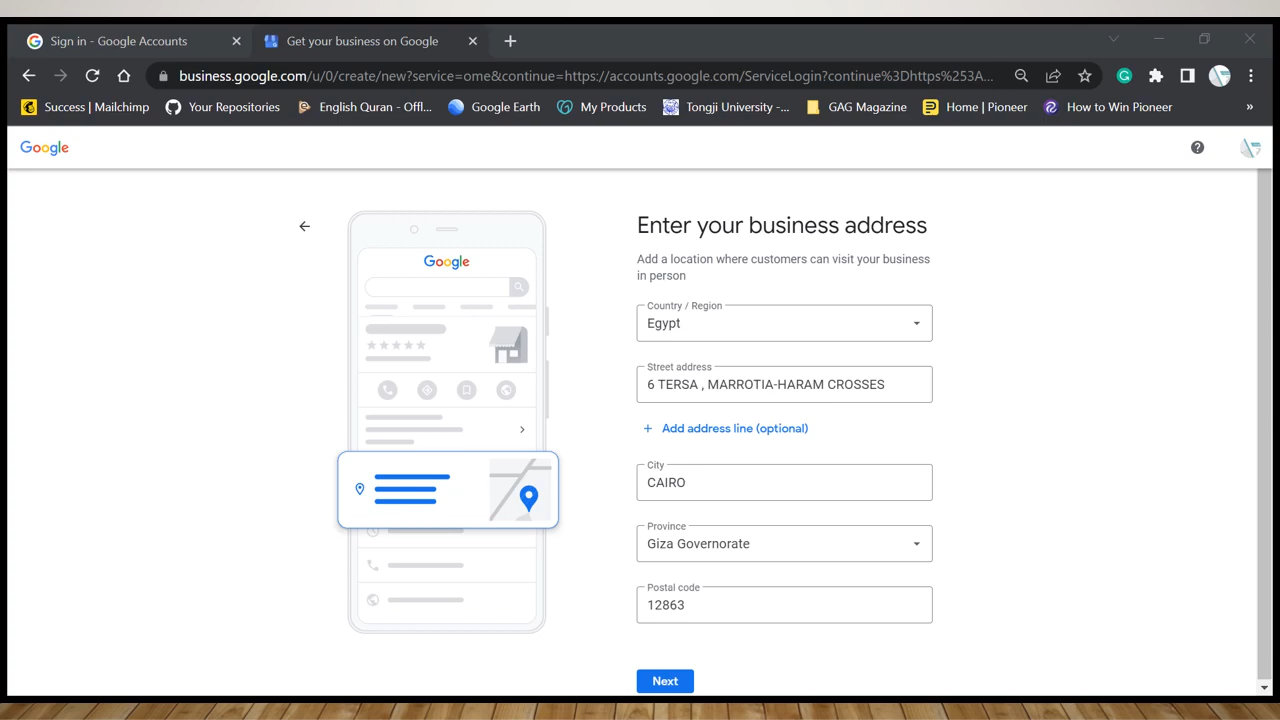 Sign in - Google Accounts
Get your business on Google
business.google.com/u/0/create/new?service=ome&continue=https://accounts.google.com/ServiceLogin?continue%3Dhttps%253A...
Success | Mailchimp
Your Repositories
English Quran - Offl...
Google Earth
My Products
Tongji University -...
GAG Magazine
Home | Pioneer
How to Win Pioneer
»
Google
Google
Enter your business address
Add a location where customers can visit your business
in person
Country / Region
Egypt
Street address
6 TERSA , MARROTIA-HARAM CROSSES
+ Add address line (optional)
City
CAIRO
Province
Giza Governorate
Postal code
12863
Next